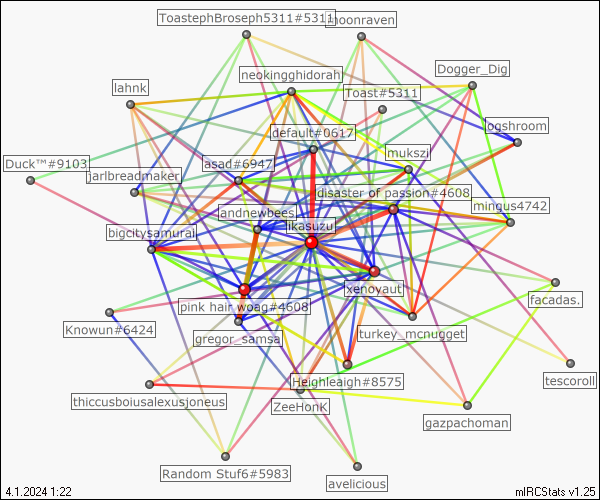 ToastephBroseph5311#5311
moonraven
neokingghidorah
Dogger_Dig
lahnk
Toast#5311
default#0617
ogshroom
mukszi
Duck™#9103
asad#6947
jarlbreadmaker
disaster of passion#4608
mingus4742
andnewbees
ikasuzu
bigcitysamurai
xenovaut
facadas.
pink hair woag#4608
Knowun#6424
gregor_samsa
turkey_mcnugget
Heighleaigh#8575
tescoroll
thiccusboiusalexusjoneus
ZeeHonK
gazpachoman
Random Stuf6#5983
avelicious
4.1.2024 1:22
mIRCStats v1.25